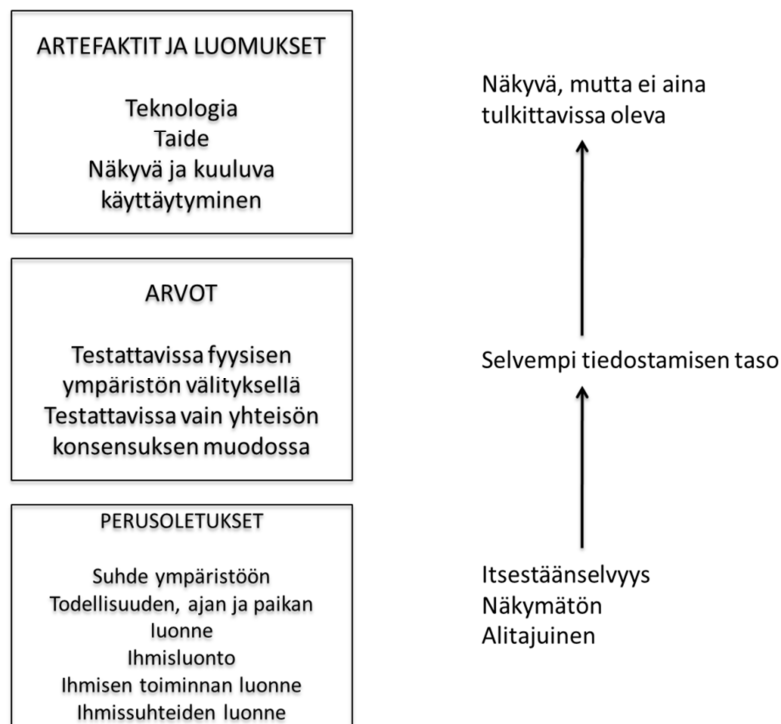 ARTEFAKTIT JA LUOMUKSET
Teknologia
Taide
Näkyvä ja kuuluva
käyttäytyminen
Näkyvä, mutta ei aina
tulkittavissa oleva
ARVOT
Testattavissa fyysisen
ympäristön välityksellä
Testattavissa vain yhteisön
konsensuksen muodossa
Selvempi tiedostamisen taso
PERUSOLETUKSET
Suhde ympäristöön
Todellisuuden, ajan ja paikan
luonne
Ihmisluonto
Ihmisen toiminnan luonne
Ihmissuhteiden luonne
Itsestäänselvyys
Näkymätön
Alitajuinen